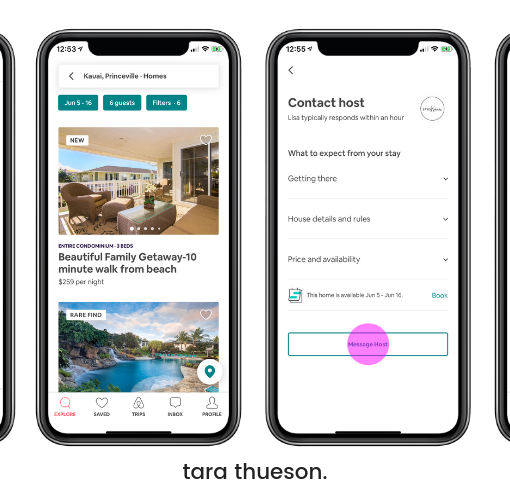 12:53
Kauai, Princeville · Homes
Jun 5 - 16
6 guests
Filters · 6
NEW
ENTIRE CONDOMINIUM · 3 BEDS
Beautiful Family Getaway-10
minute walk from beach
$259 per night
RARE FIND
EXPLORE
SAVED
TRIPS
INBOX
PROFILE
12:55
Contact host
Lisa typically responds within an hour
What to expect from your stay
Getting there
House details and rules
Price and availability
This home is available Jun 5 - Jun 16.
Book
Message Host
tara thueson.